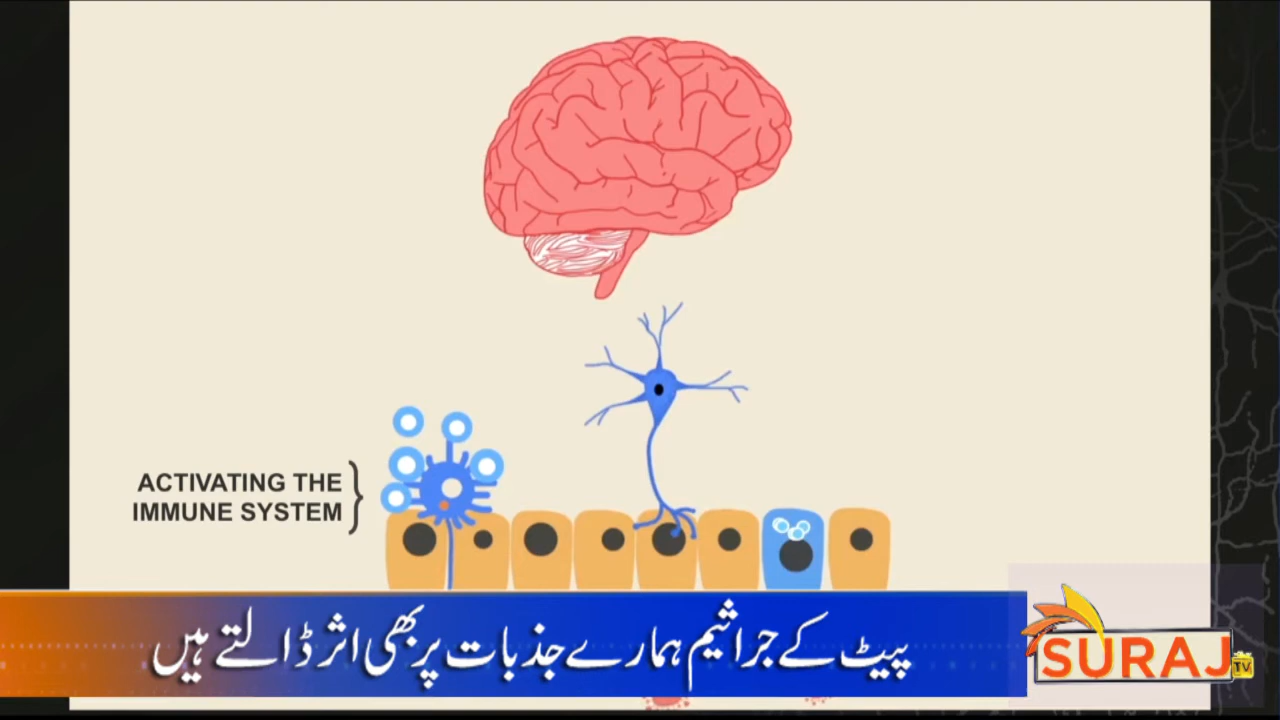 ACTIVATING THE
IMMUNE SYSTEM
پیٹ کے جراثیم ہمارے جذبات پر بھی اثر ڈالتے ہیں
SURAJ
TV